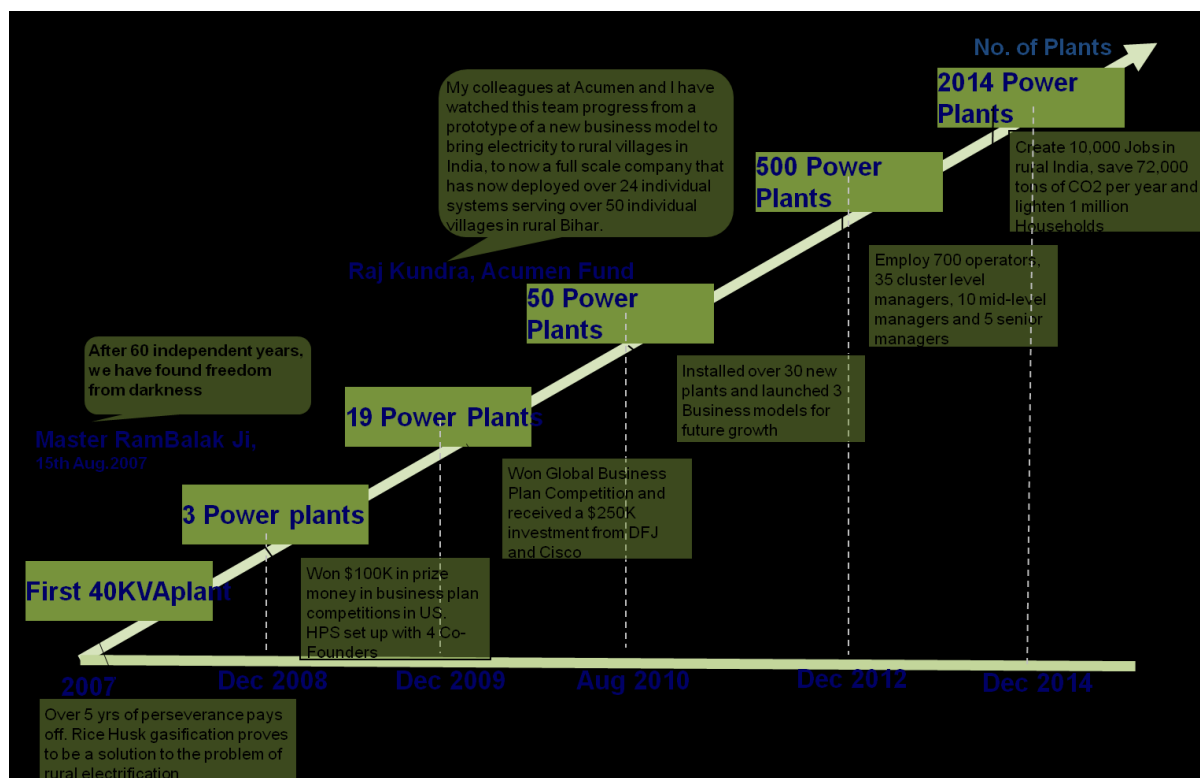 No. of Plants
2014 Power
Plants
Create 10,000 Jobs in
rural India, save 72,000
tons of CO2 per year and
lighten 1 million
Households
My colleagues at Acumen and I have
watched this team progress from a
prototype of a new business model to
bring electricity to rural villages in
India, to now a full scale company that
has now deployed over 24 individual
systems serving over 50 individual
villages in rural Bihar.
Raj Kundra, Acumen Fund
500 Power
Plants
Employ 700 operators,
35 cluster level
managers, 10 mid-level
managers and 5 senior
managers
50 Power
Plants
Installed over 30 new
plants and launched 3
Business models for
future growth
After 60 independent years,
we have found freedom
from darkness
Master RamBalak Ji,
15th Aug,2007
19 Power Plants
Won Global Business
Plan Competition and
received a $250K
investment from DFJ
and Cisco
3 Power plants
Won $100K in prize
money in business plan
competitions in US.
HPS set up with 4 Co-
Founders
First 40KVAplant
2007
Dec 2008
Dec 2009
Aug 2010
Dec 2012
Dec 2014
Over 5 yrs of perseverance pays
off. Rice Husk gasification proves
to be a solution to the problem of
rural electrification